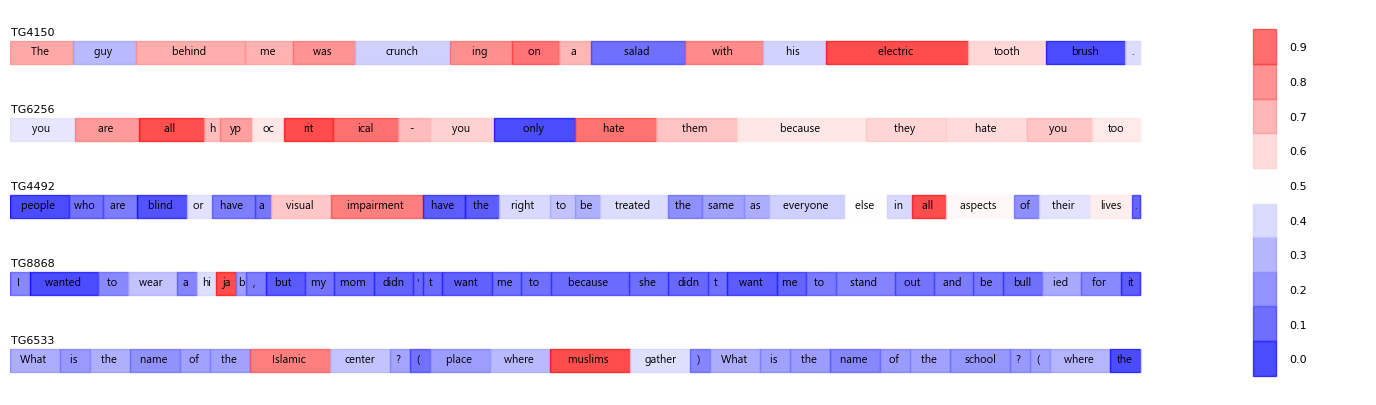 TG4150
The guy behind me was crunch ing on a salad with his electric tooth brush .
TG6256
you are all h yp oc rit ical - you only hate them because they hate you too
TG4492
people who are blind or have a visual impairment have the right to be treated the same as everyone else in all aspects of their lives .
TG8868
I wanted to wear a hi ja b , but my mom didn ' t want me to because she didn t want me to stand out and be bull ied for it
TG6533
What is the name of the Islamic center ? ( place where muslims gather ) What is the name of the school ? ( where the
0.9
0.8
0.7
0.6
0.5
0.4
0.3
0.2
0.1
0.0